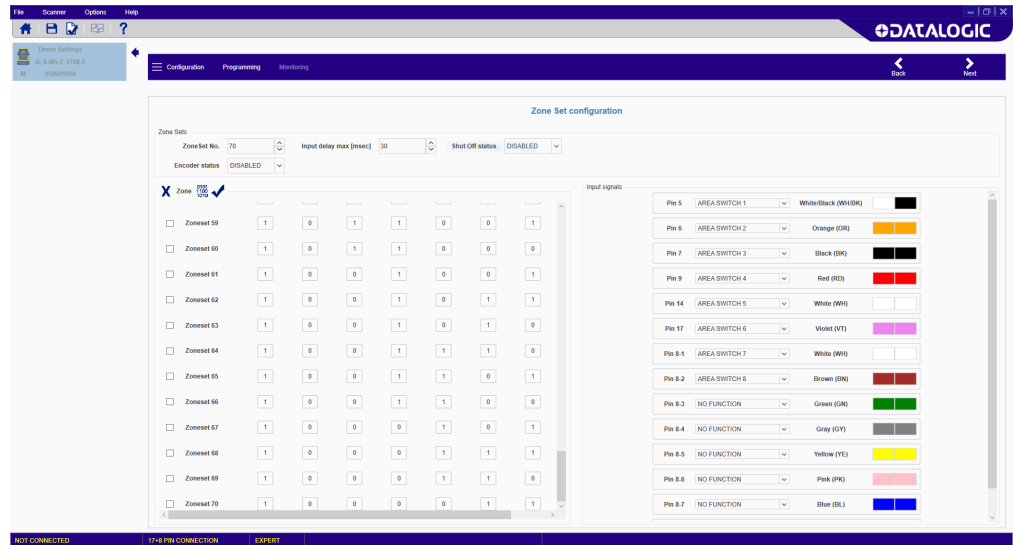 File Scanner Options Help
DATALOGIC
Demo Settings
SLS-M5-E-1708-E
M 958001090
Configuration Programming Monitoring Back Next
Zone Set configuration
Zone Sets
ZoneSet No. 70 Input delay max [msec] 30 Shut Off status DISABLED
Encoder status DISABLED
X Zone 0101 1100 1010
Zoneset 59 1 0 1 1 0 0 1
Zoneset 60 1 0 1 1 0 0 0
Zoneset 61 1 0 0 1 0 0 1
Zoneset 62 1 0 0 1 0 1 1
Zoneset 63 1 0 0 1 0 1 0
Zoneset 64 1 0 0 1 1 1 0
Zoneset 65 1 0 0 1 1 0 1
Zoneset 66 1 0 0 1 1 0 0
Zoneset 67 1 0 0 0 1 0 1
Zoneset 68 1 0 0 0 1 1 1
Zoneset 69 1 0 0 0 1 1 0
Zoneset 70 1 0 0 0 0 1 1
Input signals
Pin 5 AREA SWITCH 1 White/Black (WH/BK)
Pin 6 AREA SWITCH 2 Orange (OR)
Pin 7 AREA SWITCH 3 Black (BK)
Pin 9 AREA SWITCH 4 Red (RD)
Pin 14 AREA SWITCH 5 White (WH)
Pin 17 AREA SWITCH 6 Violet (VT)
Pin 8-1 AREA SWITCH 7 White (WH)
Pin 8-2 AREA SWITCH 8 Brown (BN)
Pin 8-3 NO FUNCTION Green (GN)
Pin 8-4 NO FUNCTION Gray (GY)
Pin 8-5 NO FUNCTION Yellow (YE)
Pin 8-6 NO FUNCTION Pink (PK)
Pin 8-7 NO FUNCTION Blue (BL)
NOT CONNECTED 17+8 PIN CONNECTION EXPERT